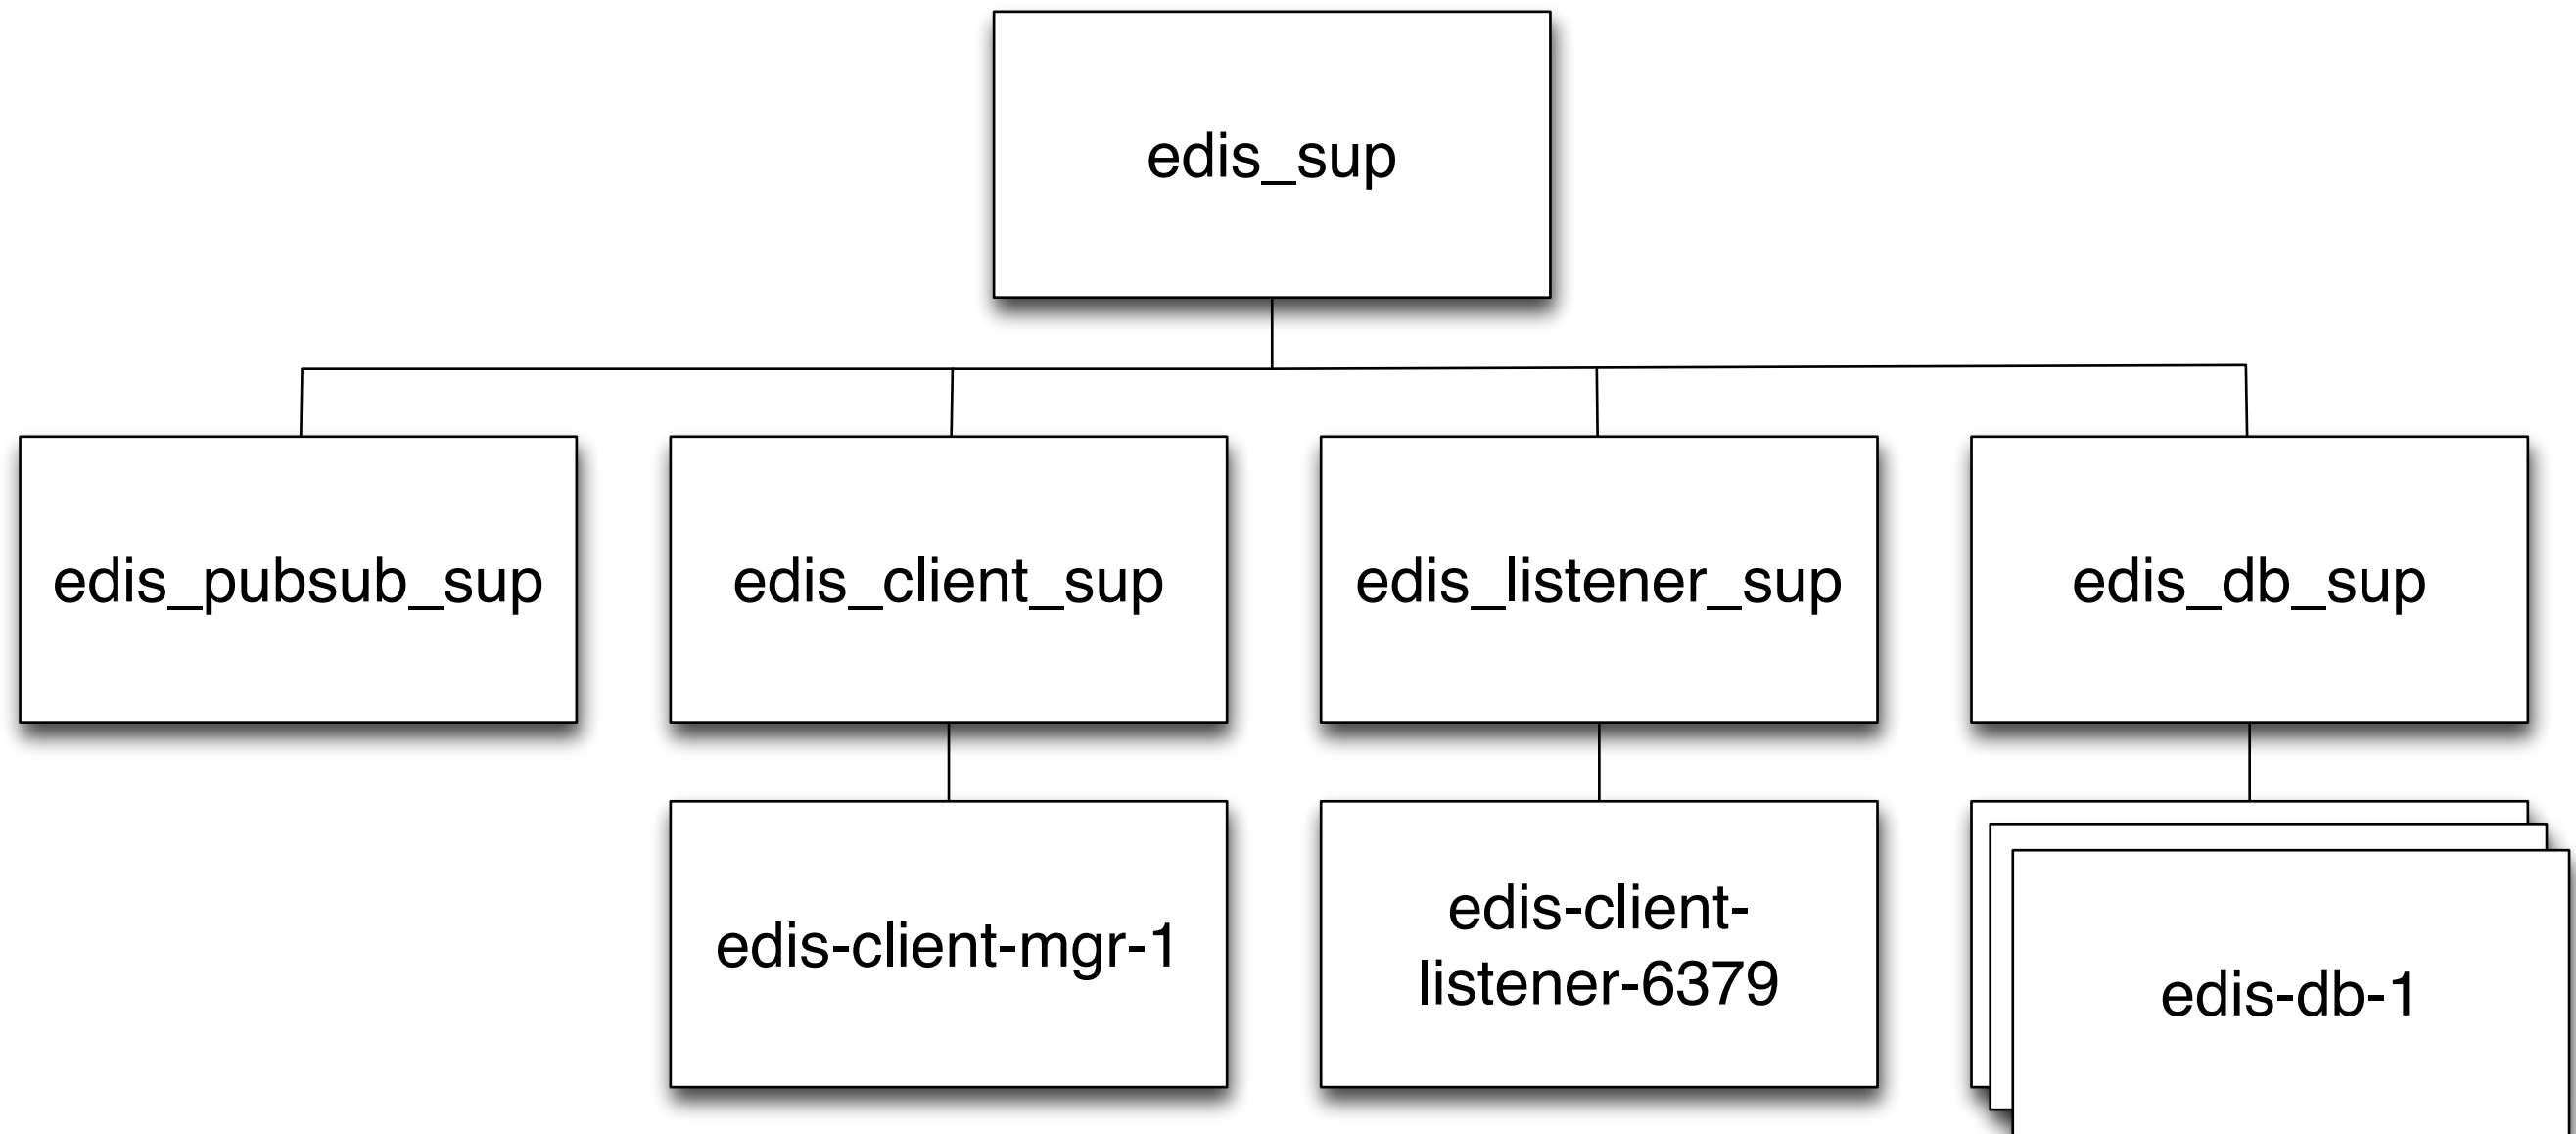 edis_sup
edis_pubsub_sup
edis_client_sup
edis_listener_sup
edis_db_sup
edis-client-mgr-1
edis-client-
listener-6379
edis-db-1